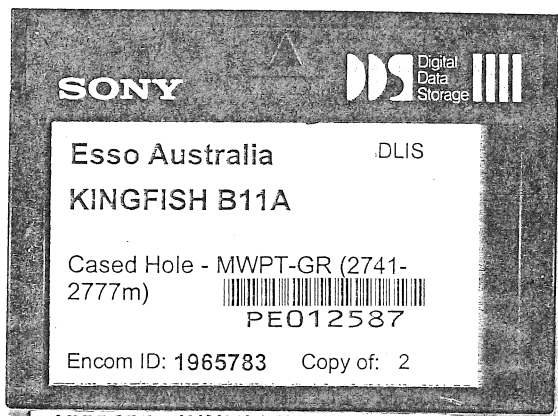 SONY
DDS Digital
Data
Storage
Esso Australia DLIS
KINGFISH B11A
Cased Hole - MWPT-GR (2741-
2777m)
PE012587
Encom ID: 1965783 Copy of: 2